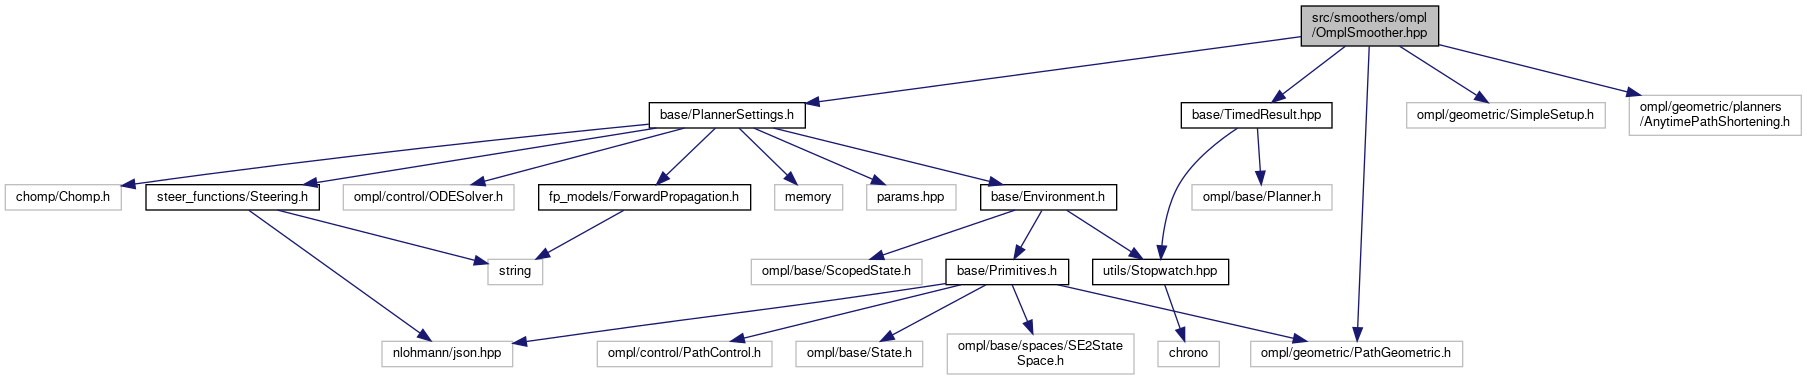 src/smoothers/ompl
/OmplSmoother.hpp
base/PlannerSettings.h
base/TimedResult.hpp
ompl/geometric/SimpleSetup.h
ompl/geometric/planners
/AnytimePathShortening.h
chomp/Chomp.h
steer_functions/Steering.h
ompl/control/ODESolver.h
fp_models/ForwardPropagation.h
memory
params.hpp
base/Environment.h
ompl/base/Planner.h
string
ompl/base/ScopedState.h
base/Primitives.h
utils/Stopwatch.hpp
nlohmann/json.hpp
ompl/control/PathControl.h
ompl/base/State.h
ompl/base/spaces/SE2State
Space.h
chrono
ompl/geometric/PathGeometric.h